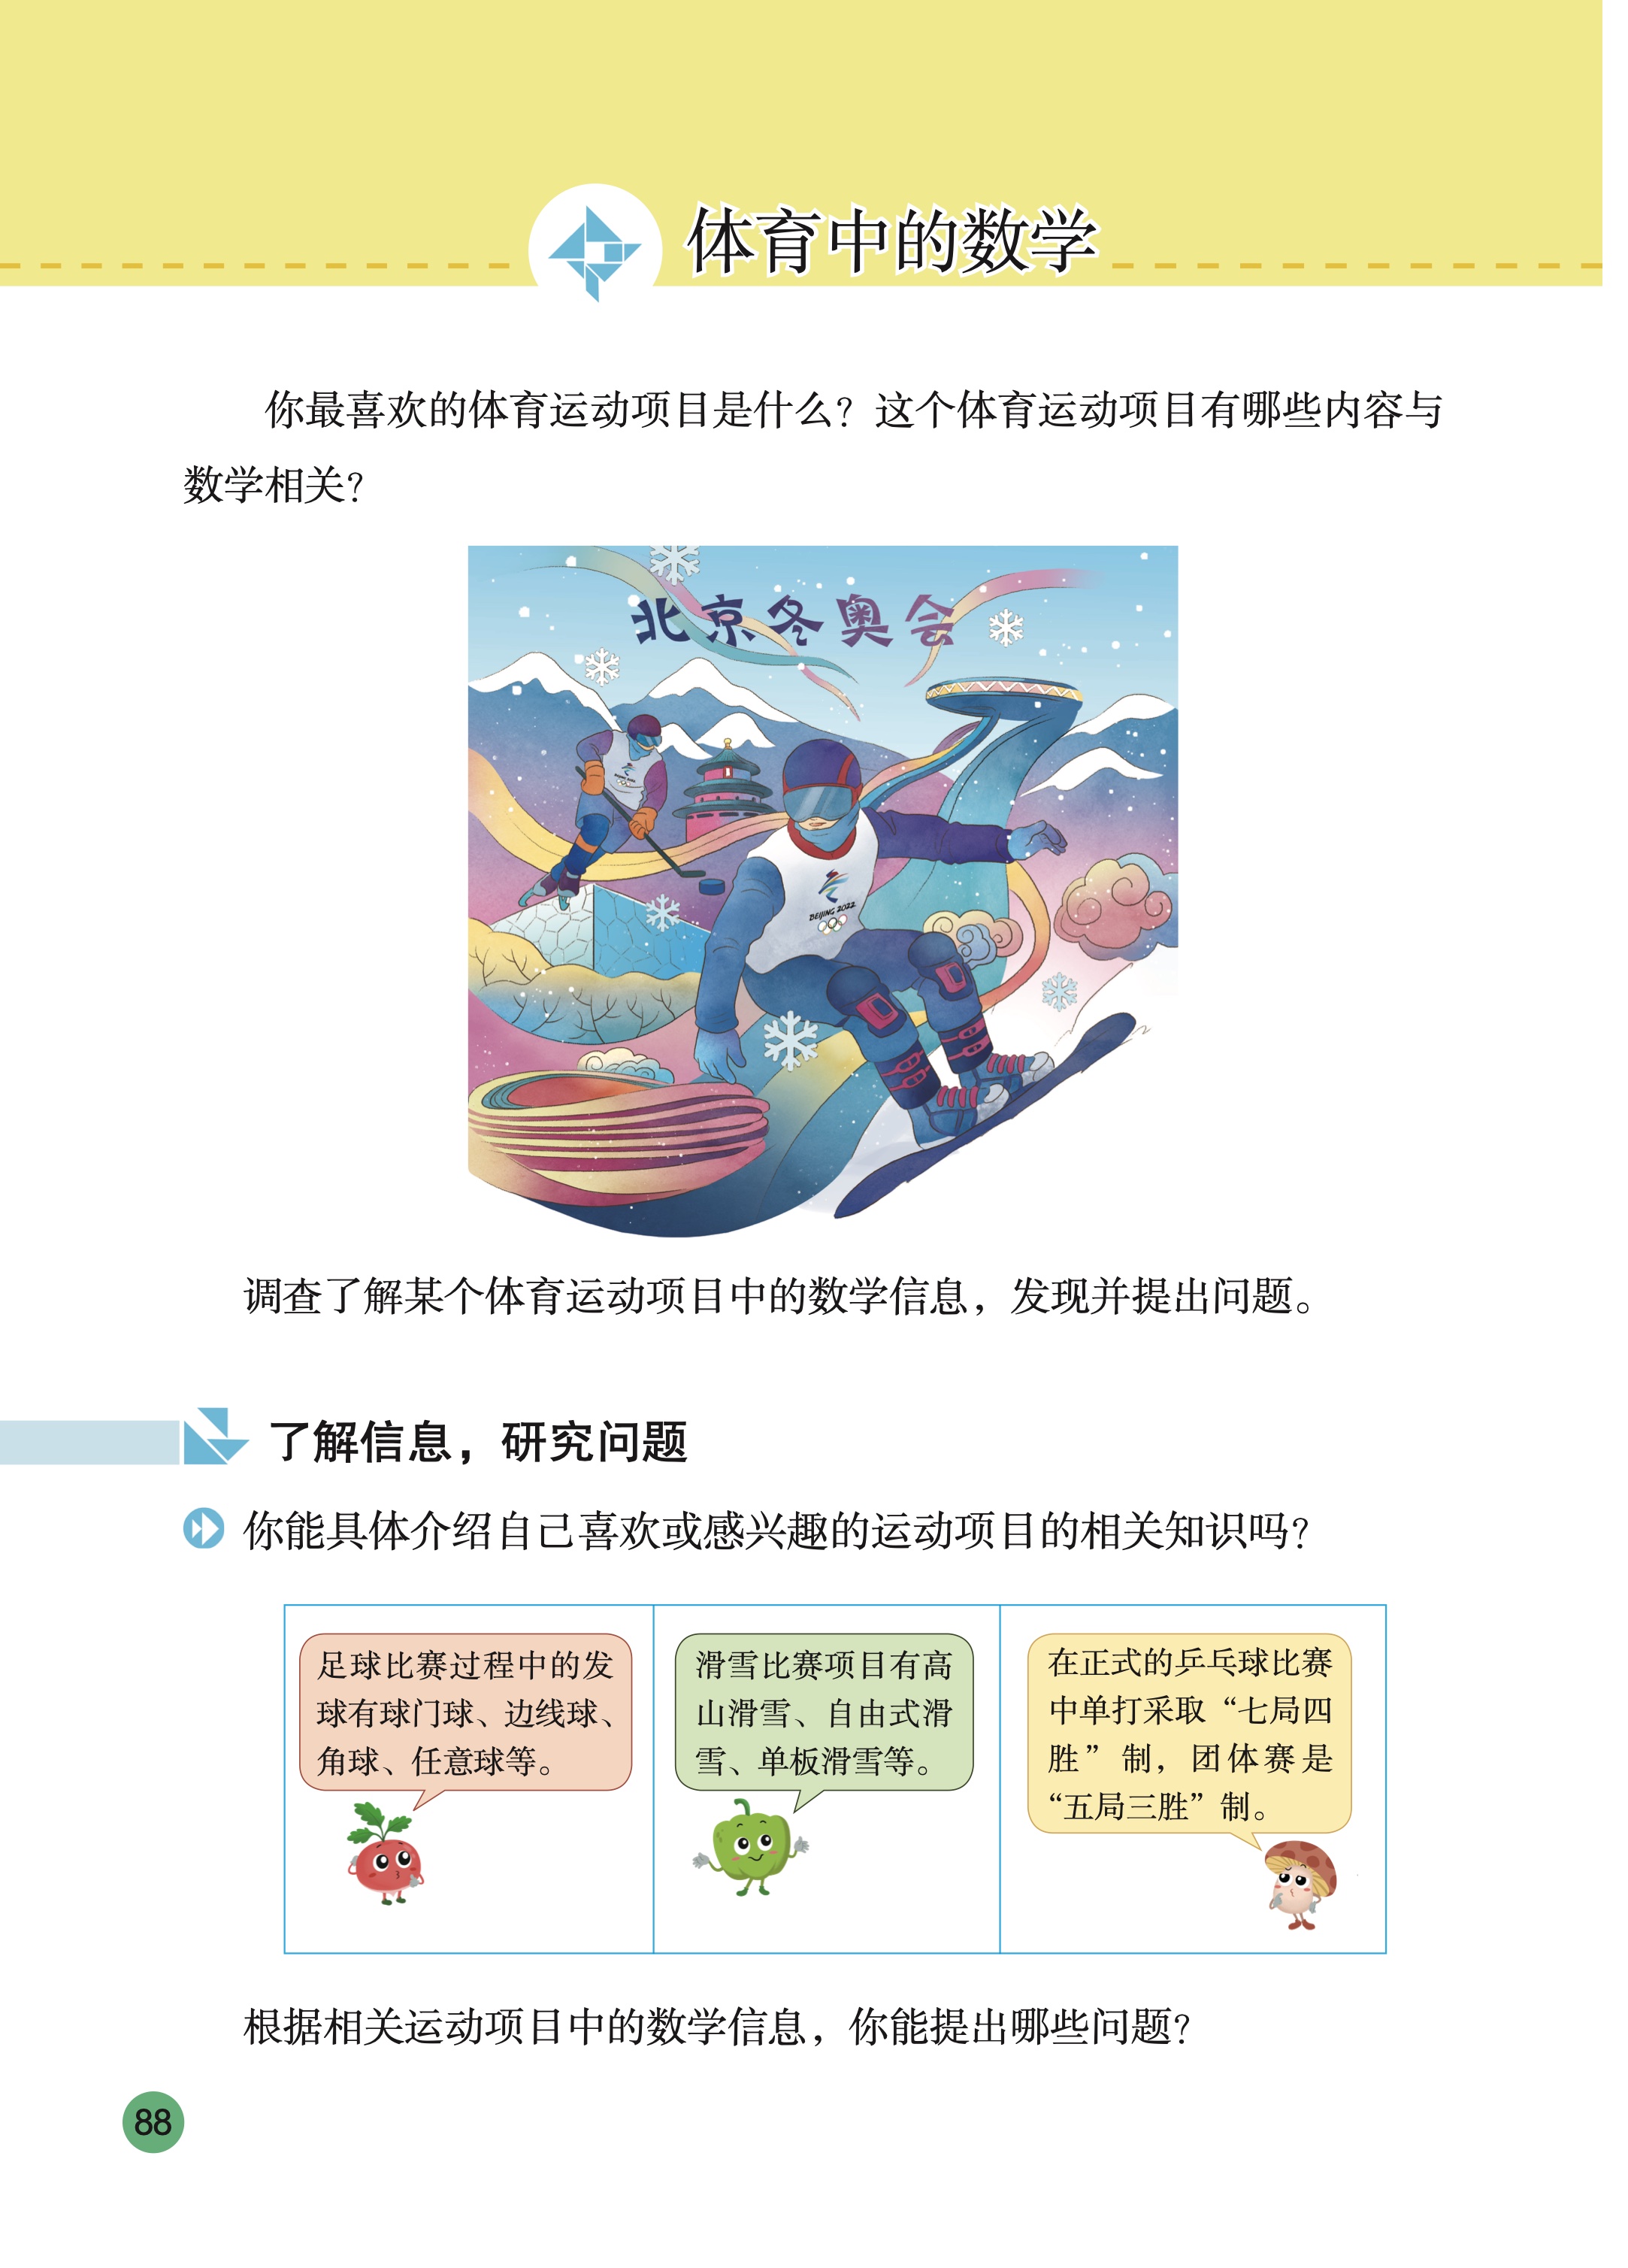 体育中的数学
你最喜欢的体育运动项目是什么？这个体育运动项目有哪些内容与
数学相关？
北京冬奥会
BEIJING 2022
调查了解某个体育运动项目中的数学信息，发现并提出问题。
了解信息，研究问题
你能具体介绍自己喜欢或感兴趣的运动项目的相关知识吗？
足球比赛过程中的发
球有球门球、边线球、
角球、任意球等。
滑雪比赛项目有高
山滑雪、自由式滑
雪、单板滑雪等。
在正式的乒乓球比赛
中单打采取“七局四
胜”制，团体赛是
“五局三胜”制。
根据相关运动项目中的数学信息，你能提出哪些问题？
88